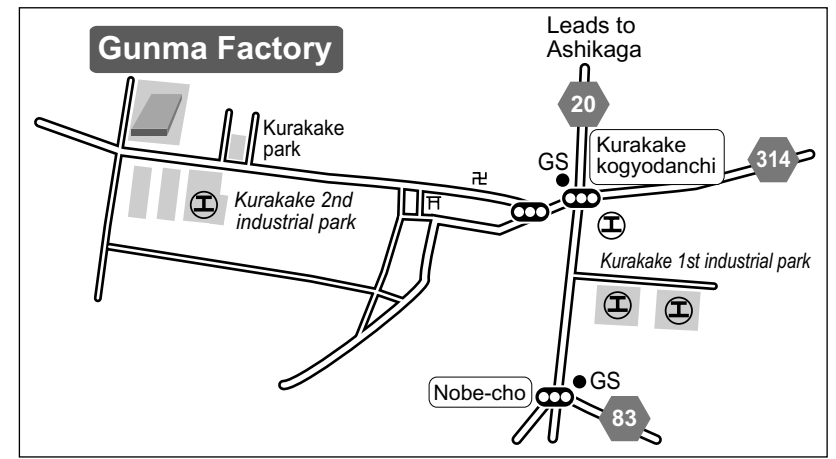 Gunma Factory
Leads to
Ashikaga
20
Kurakake
kogyodanchi
314
GS
Kurakake
park
卍
Kurakake 2nd
industrial park
Kurakake 1st industrial park
Nobe-cho
GS
83